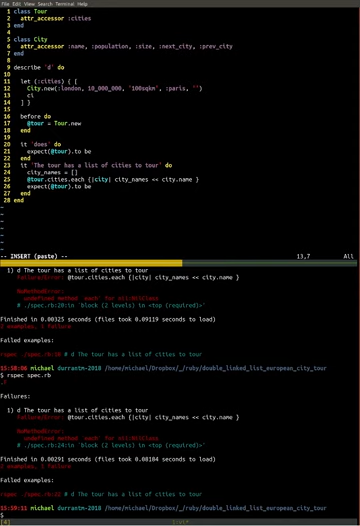 File Edit View Search Terminal Help
1 class Tour
2 attr_accessor :cities
3 end
4
5 class City
6 attr_accessor :name, :population, :size, :next_city, :prev_city
7 end
8
9 describe 'd' do
10
11 let (:cities) { [
12 City.new(:london, 10_000_000, '100sqkm', :paris, '')
13 ci
14 ] }
15
16 before do
17 @tour = Tour.new
18 end
19
20 it 'does' do
21 expect(@tour).to be
22 end
23 it 'The tour has a list of cities to tour' do
24 city_names = []
25 @tour.cities.each {|city| city_names << city.name }
26 expect(@tour).to be
27 end
28 end
~
~
~
~
~
~
-- INSERT (paste) -- 13,7 All
1) d The tour has a list of cities to tour
Failure/Error: @tour.cities.each {|city| city_names << city.name }
NoMethodError:
undefined method `each' for nil:NilClass
# ./spec.rb:20:in `block (2 levels) in <top (required)>'
Finished in 0.00325 seconds (files took 0.09119 seconds to load)
2 examples, 1 failure
Failed examples:
rspec ./spec.rb:18 # d The tour has a list of cities to tour
15:58:06 michael durrantm-2018 /home/michael/Dropbox/_/ruby/double_linked_list_european_city_tour
$ rspec spec.rb
.F
Failures:
1) d The tour has a list of cities to tour
Failure/Error: @tour.cities.each {|city| city_names << city.name }
NoMethodError:
undefined method `each' for nil:NilClass
# ./spec.rb:24:in `block (2 levels) in <top (required)>'
Finished in 0.00291 seconds (files took 0.08184 seconds to load)
2 examples, 1 failure
Failed examples:
rspec ./spec.rb:22 # d The tour has a list of cities to tour
15:59:11 michael durrantm-2018 /home/michael/Dropbox/_/ruby/double_linked_list_european_city_tour
$
[4]